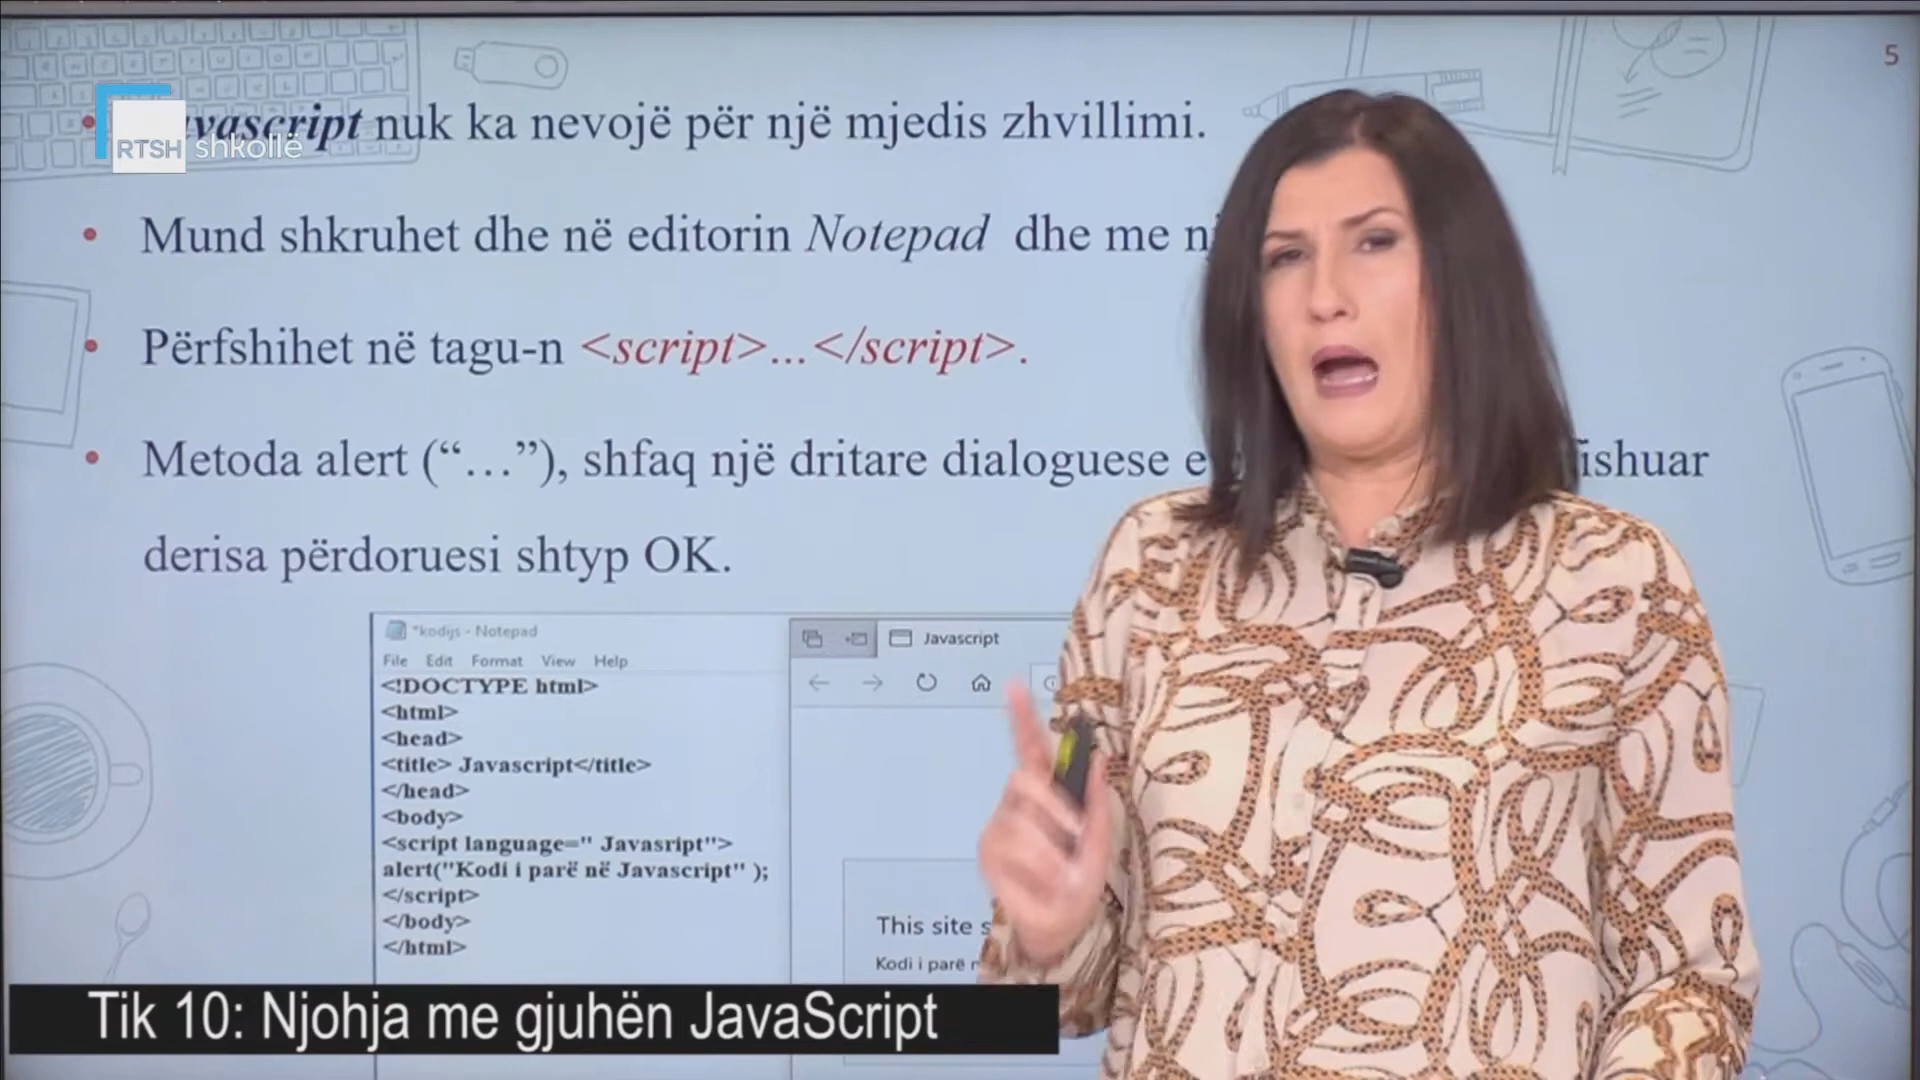 5
Javascript nuk ka nevojë për një mjedis zhvillimi.
RTSH shkollë
Mund shkruhet dhe në editorin Notepad dhe me
Përfshihet në tagu-n <script>...</script>.
Metoda alert (“…”), shfaq një dritare dialoguese e
derisa përdoruesi shtyp OK.
*kodijs - Notepad
File Edit Format View Help
<!DOCTYPE html>
<html>
<head>
<title> Javascript</title>
</head>
<body>
<script language=" Javasript">
alert("Kodi i parë në Javascript" );
</script>
</body>
</html>
Javascript
This site
Kodi i parë
Tik 10: Njohja me gjuhën JavaScript